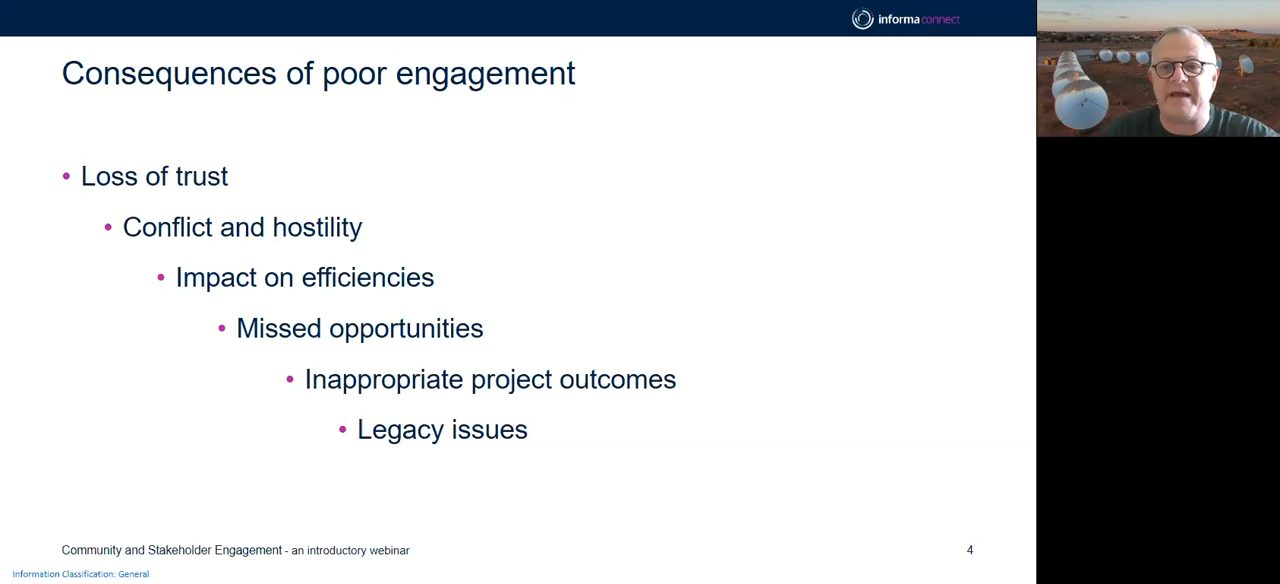 informa connect
Consequences of poor engagement
• Loss of trust
• Conflict and hostility
• Impact on efficiencies
• Missed opportunities
• Inappropriate project outcomes
• Legacy issues
Community and Stakeholder Engagement - an introductory webinar
4
Information Classification: General